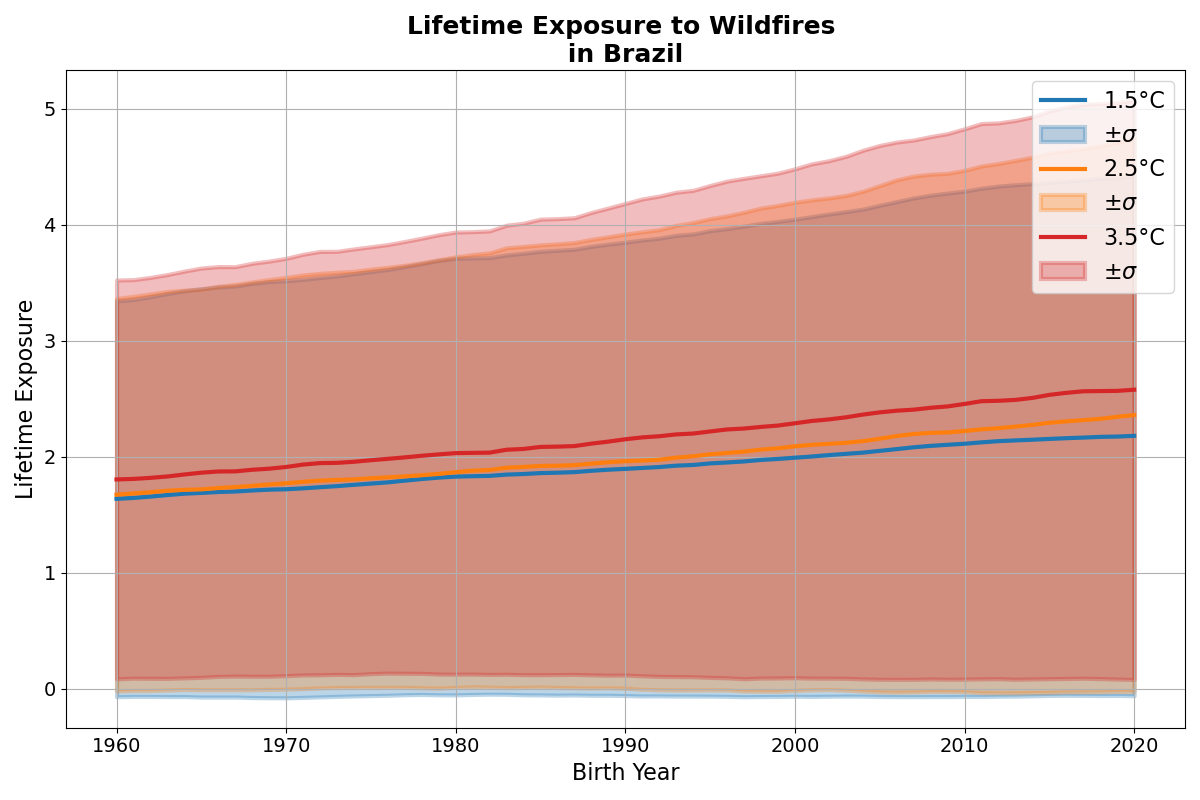 Lifetime Exposure to Wildfires
in Brazil
Lifetime Exposure
5
4
3
2
1
0
1960 1970 1980 1990 2000 2010 2020
Birth Year
1.5°C
±σ
2.5°C
±σ
3.5°C
±σ